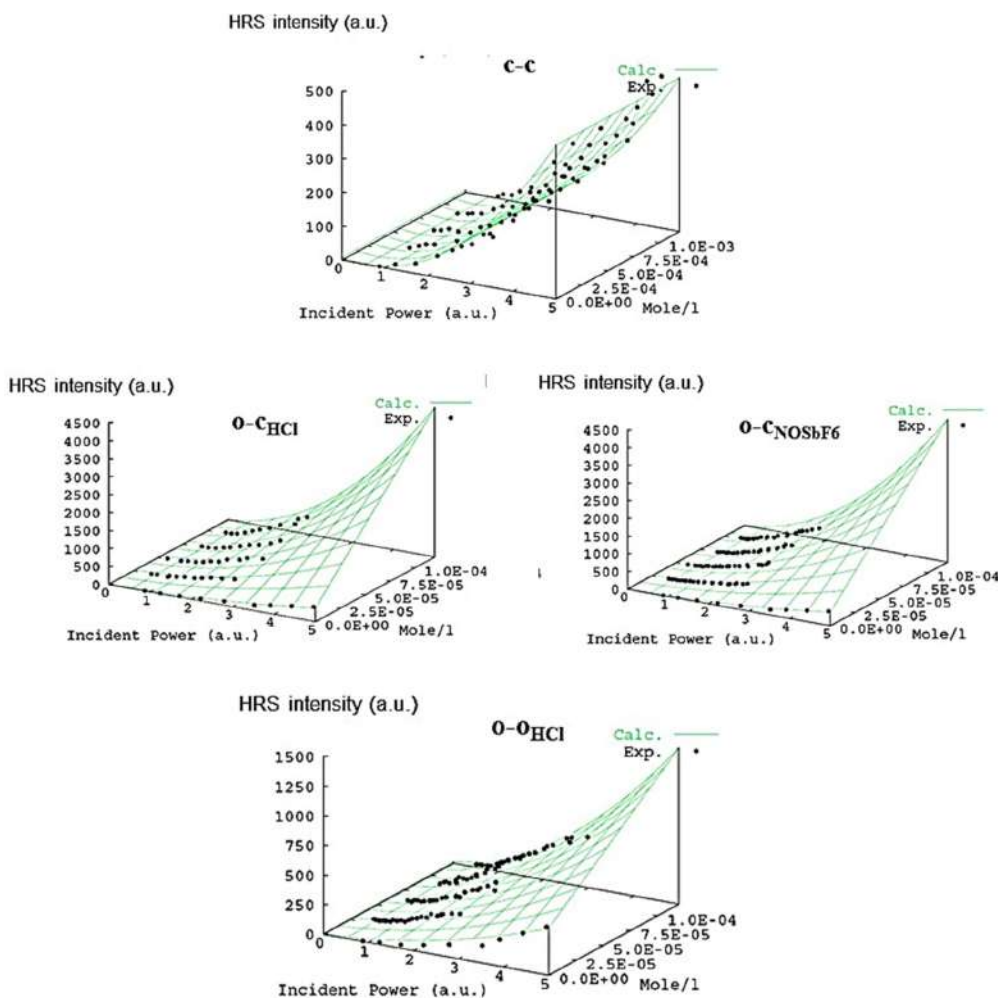 HRS intensity (a.u.)
c-c
Calc
Exp.
500
400
300
200
100
0
0
1
2
3
4
5
Incident Power (a.u.)
1.0E-03
7.5E-04
5.0E-04
2.5E-04
0.0E+00
Mole/l
HRS intensity (a.u.)
o-cHCl
Calc.
Exp.
4500
4000
3500
3000
2500
2000
1500
1000
500
0
0
1
2
3
4
5
Incident Power (a.u.)
1.0E-04
7.5E-05
5.0E-05
2.5E-05
0.0E+00
Mole/l
HRS intensity (a.u.)
o-cNOSbF6
Calc.
Exp.
4500
4000
3500
3000
2500
2000
1500
1000
500
0
0
1
2
3
4
5
Incident Power (a.u.)
1.0E-04
7.5E-05
5.0E-05
2.5E-05
0.0E+00
Mole/l
HRS intensity (a.u.)
o-oHCl
Calc.
Exp.
1500
1250
1000
750
500
250
0
0
1
2
3
4
5
Incident Power (a.u.)
1.0E-04
7.5E-05
5.0E-05
2.5E-05
0.0E+00
Mole/l